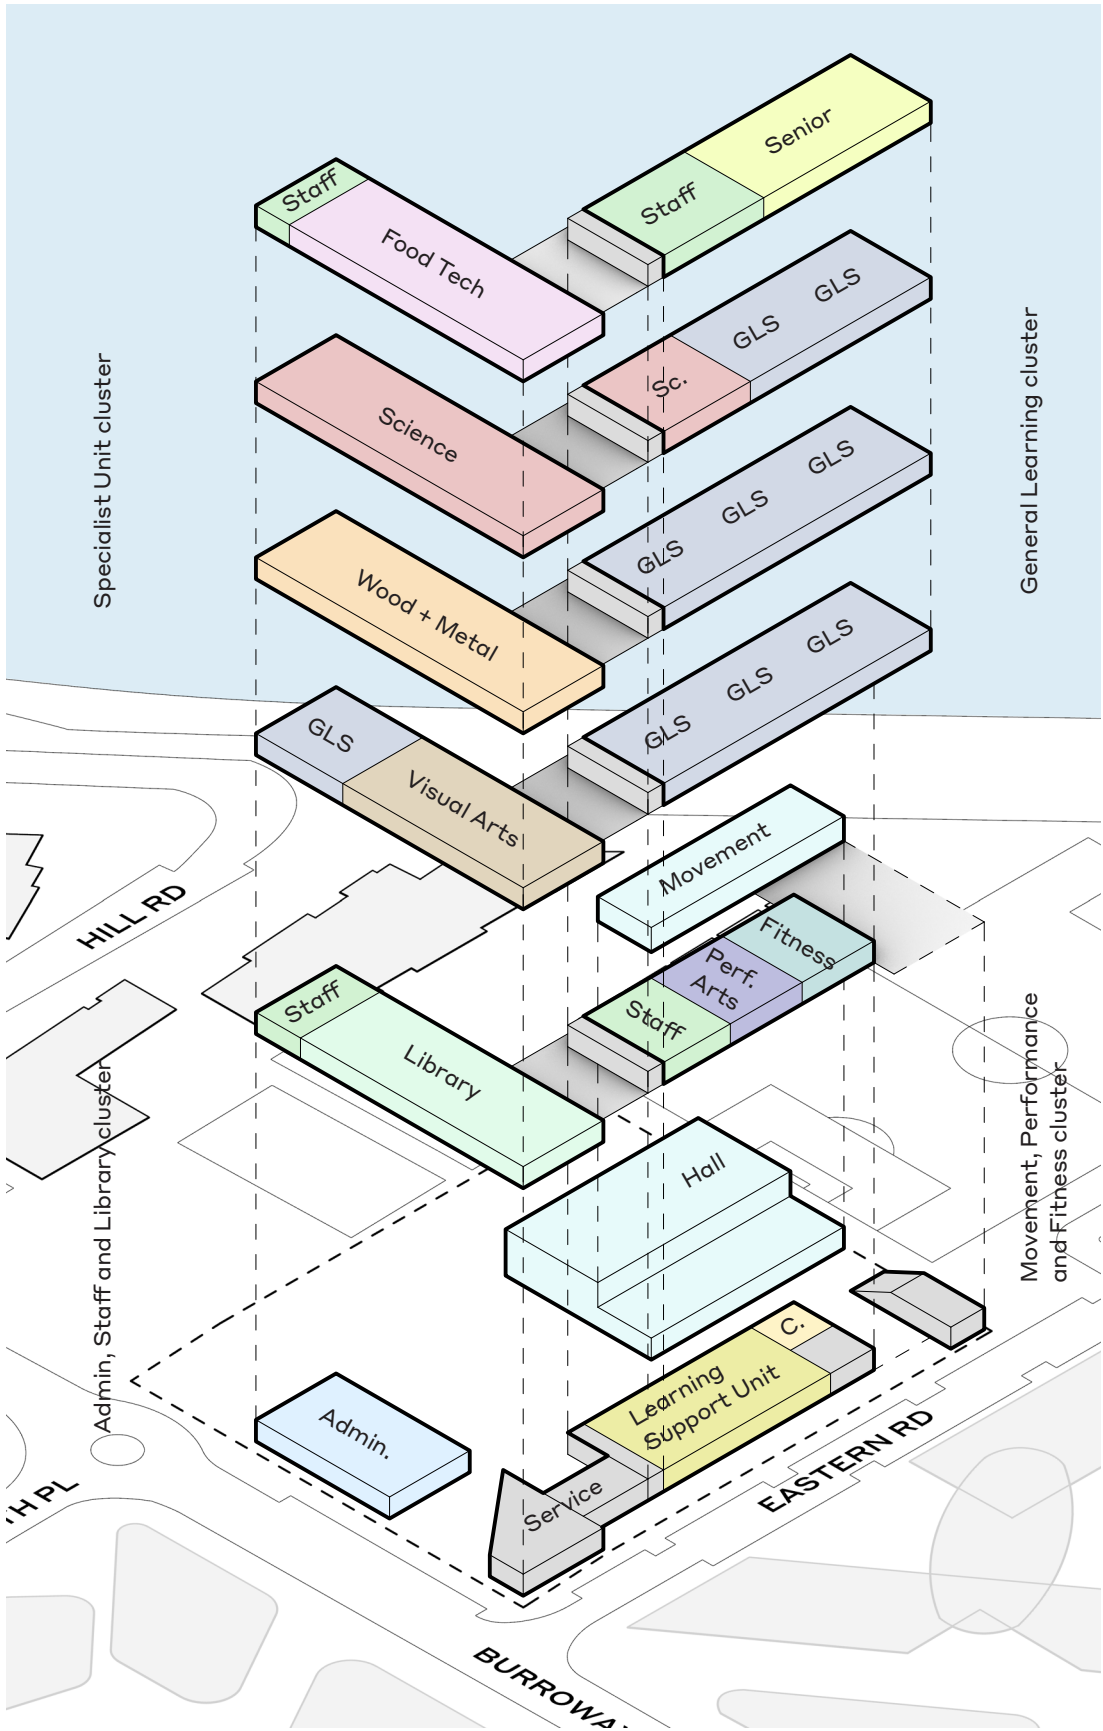 Senior
Staff
Staff
Food Tech
GLS
GLS
Sc.
Science
Specialist Unit cluster
General Learning cluster
GLS
GLS
GLS
Wood + Metal
GLS
GLS
GLS
GLS
Visual Arts
Movement
HILL RD
Fitness
Perf.
Arts
Staff
Staff
Library
Admin, Staff and Library cluster
Movement, Performance
and Fitness cluster
Hall
C.
Learning
Support Unit
Admin.
Service
EASTERN RD
PL